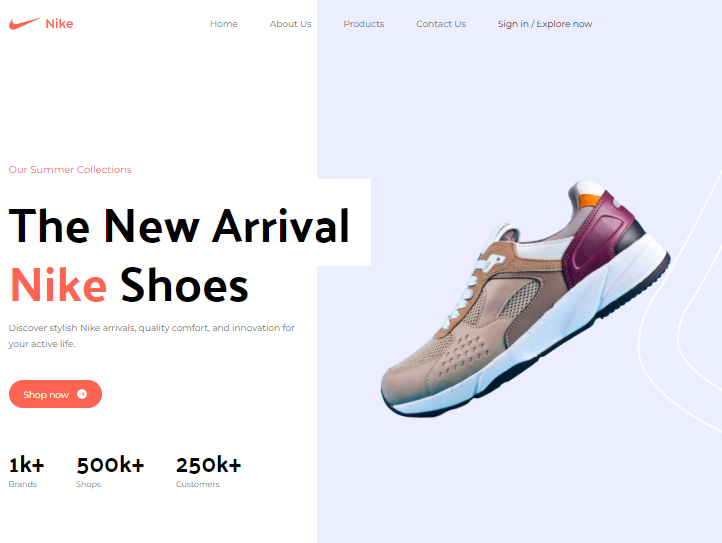 Nike
Home About Us Products Contact Us Sign in / Explore now
Our Summer Collections
The New Arrival
Nike Shoes
Discover stylish Nike arrivals, quality comfort, and innovation for
your active life.
Shop now
1k+ 500k+ 250k+
Brands Shops Customers